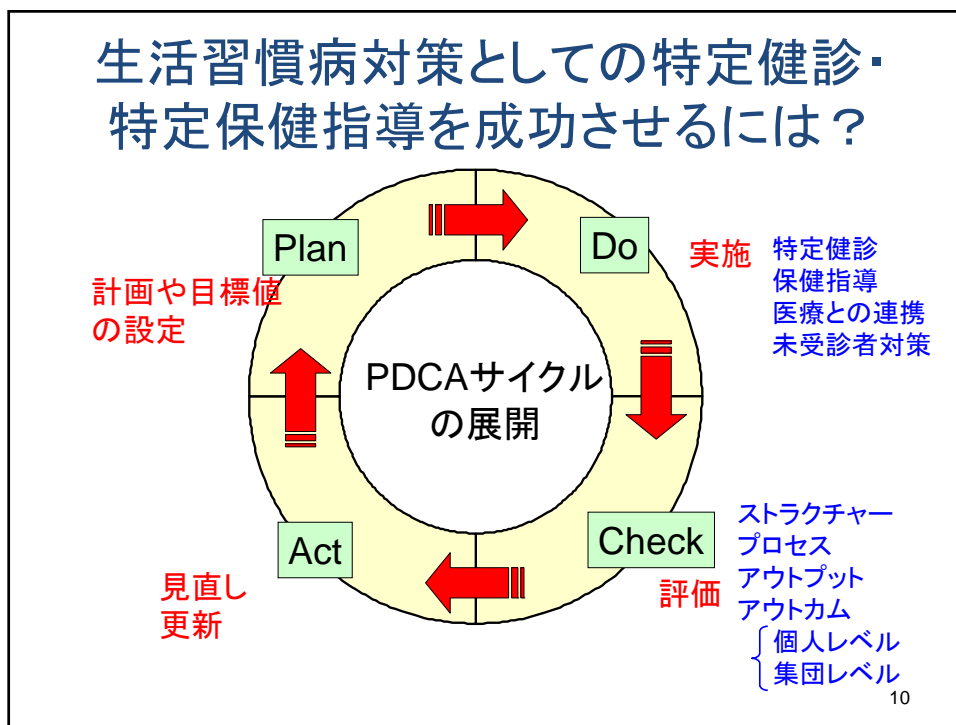 生活習慣病対策としての特定健診・
特定保健指導を成功させるには？
Plan
計画や目標値
の設定
Do
実施
特定健診
保健指導
医療との連携
未受診者対策
PDCAサイクル
の展開
Check
評価
ストラクチャー
プロセス
アウトプット
アウトカム
個人レベル
集団レベル
Act
見直し
更新
10